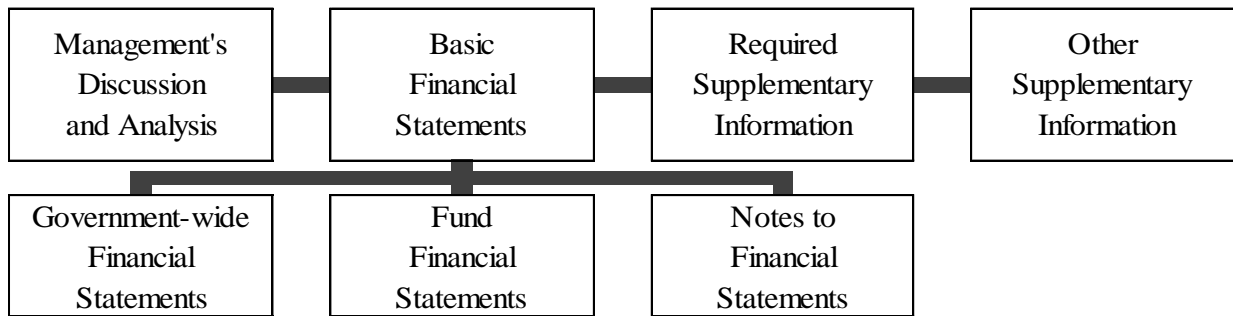 Management's
Discussion
and Analysis
Basic
Financial
Statements
Required
Supplementary
Information
Other
Supplementary
Information
Government-wide
Financial
Statements
Fund
Financial
Statements
Notes to
Financial
Statements